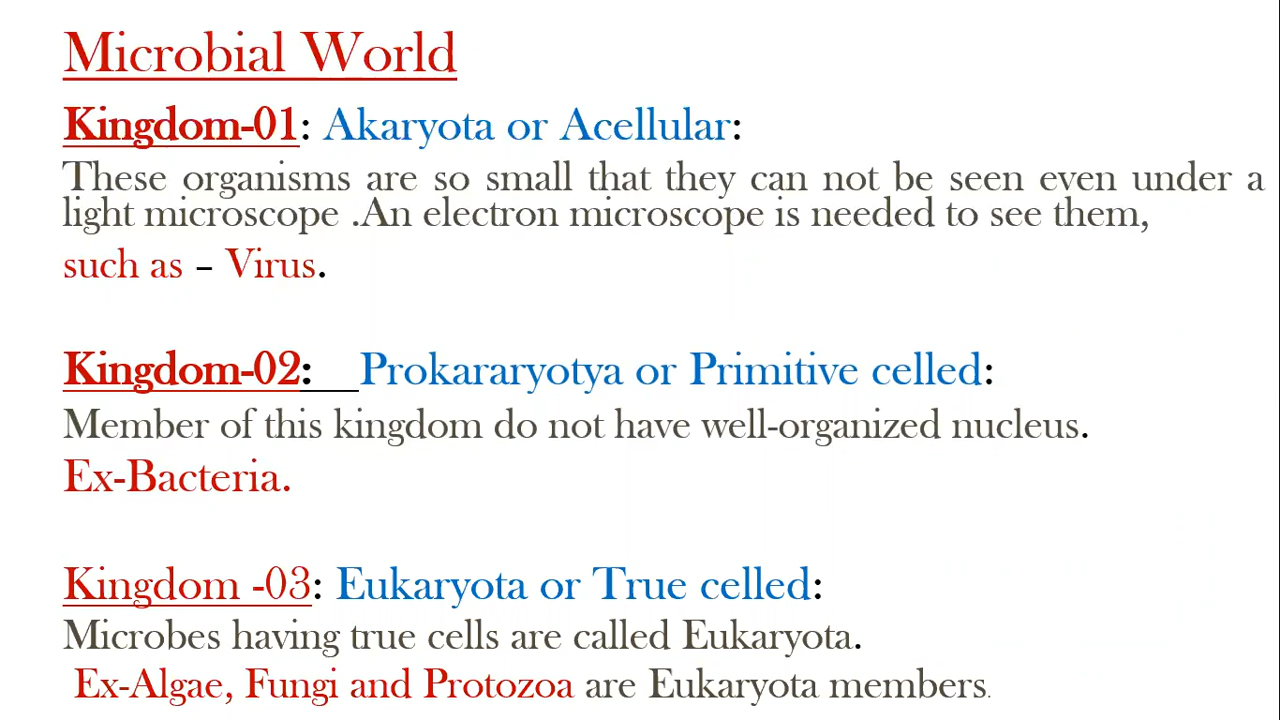 Microbial World
Kingdom-01: Akaryota or Acellular:
These organisms are so small that they can not be seen even under a
light microscope .An electron microscope is needed to see them,
such as – Virus.
Kingdom-02: Prokararyotya or Primitive celled:
Member of this kingdom do not have well-organized nucleus.
Ex-Bacteria.
Kingdom -03: Eukaryota or True celled:
Microbes having true cells are called Eukaryota.
Ex-Algae, Fungi and Protozoa are Eukaryota members.